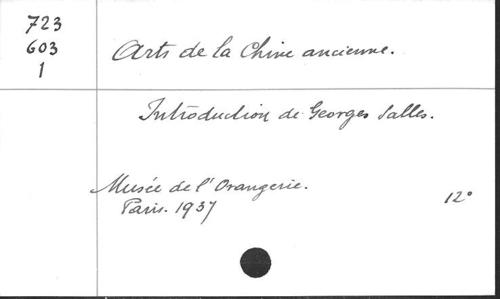 723
603
1
Arts de la Chine ancienne.
Introduction de Georges Salles.
Musée de l'Orangerie.
Paris. 1937
12°